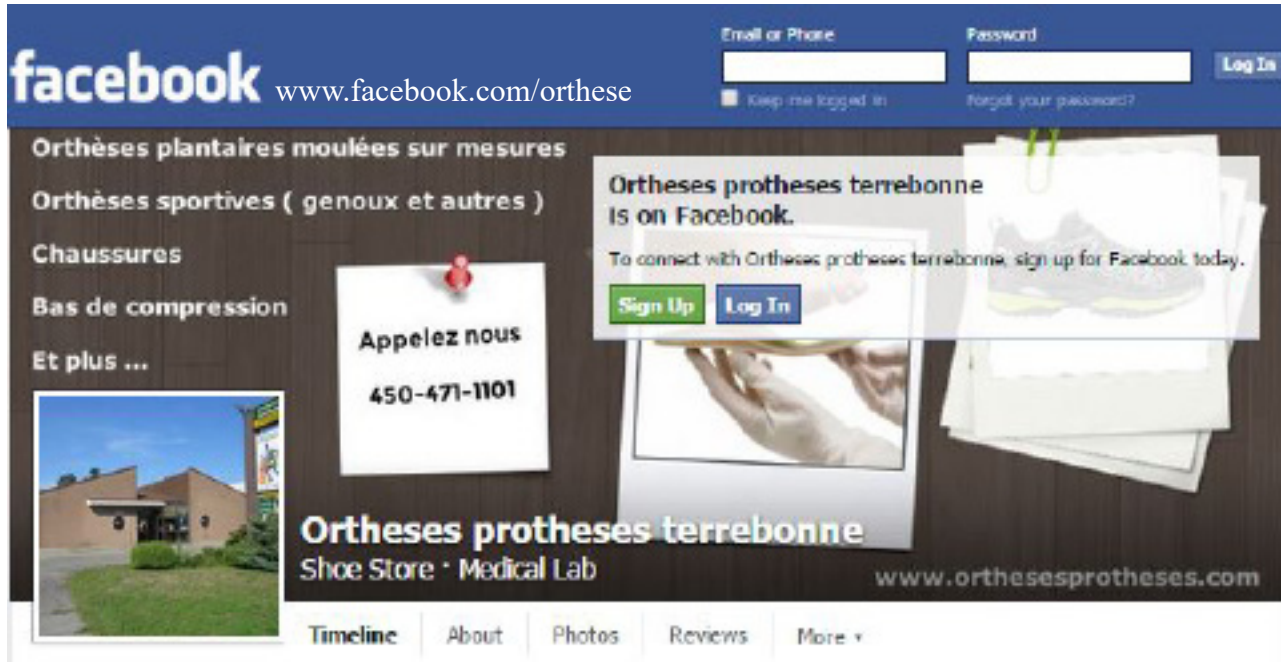 Email or Phone
Password
facebook www.facebook.com/orthese
Log In
Keep me logged in
Forgot your password?
Orthèses plantaires moulées sur mesures
Orthèses sportives ( genoux et autres )
Chaussures
Bas de compression
Et plus ...
Ortheses protheses terrebonne
is on Facebook.
To connect with Ortheses protheses terrebonne, sign up for Facebook today.
Sign Up Log In
Appelez nous
450-471-1101
Ortheses protheses terrebonne
Shoe Store · Medical Lab
www.orthesesprotheses.com
Timeline About Photos Reviews More